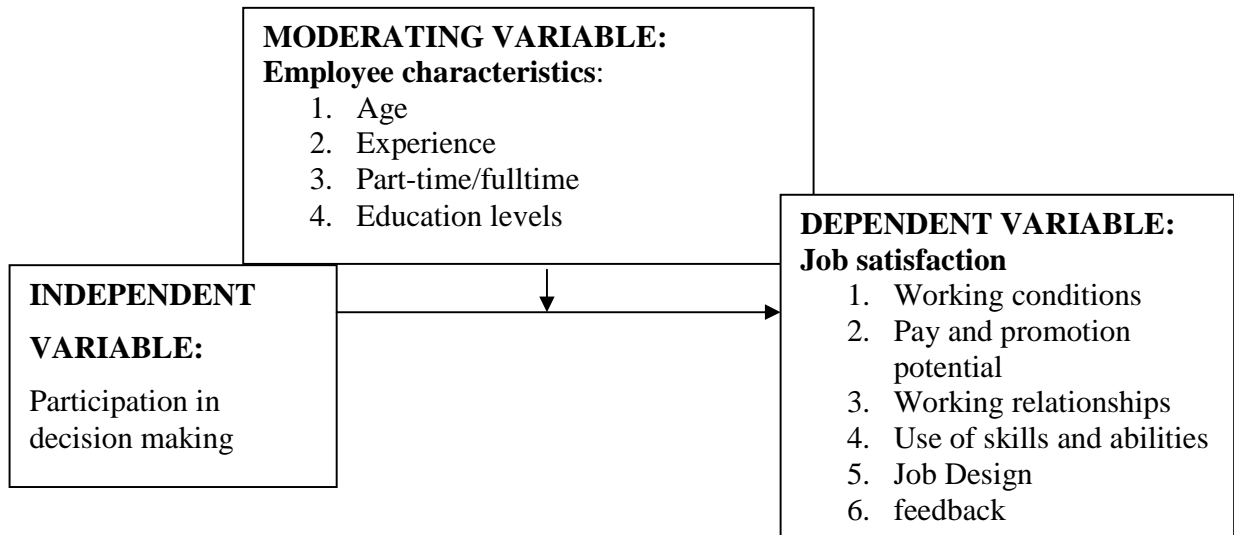 MODERATING VARIABLE:
Employee characteristics:
1. Age
2. Experience
3. Part-time/fulltime
4. Education levels
INDEPENDENT
VARIABLE:
Participation in
decision making
DEPENDENT VARIABLE:
Job satisfaction
1. Working conditions
2. Pay and promotion
potential
3. Working relationships
4. Use of skills and abilities
5. Job Design
6. feedback